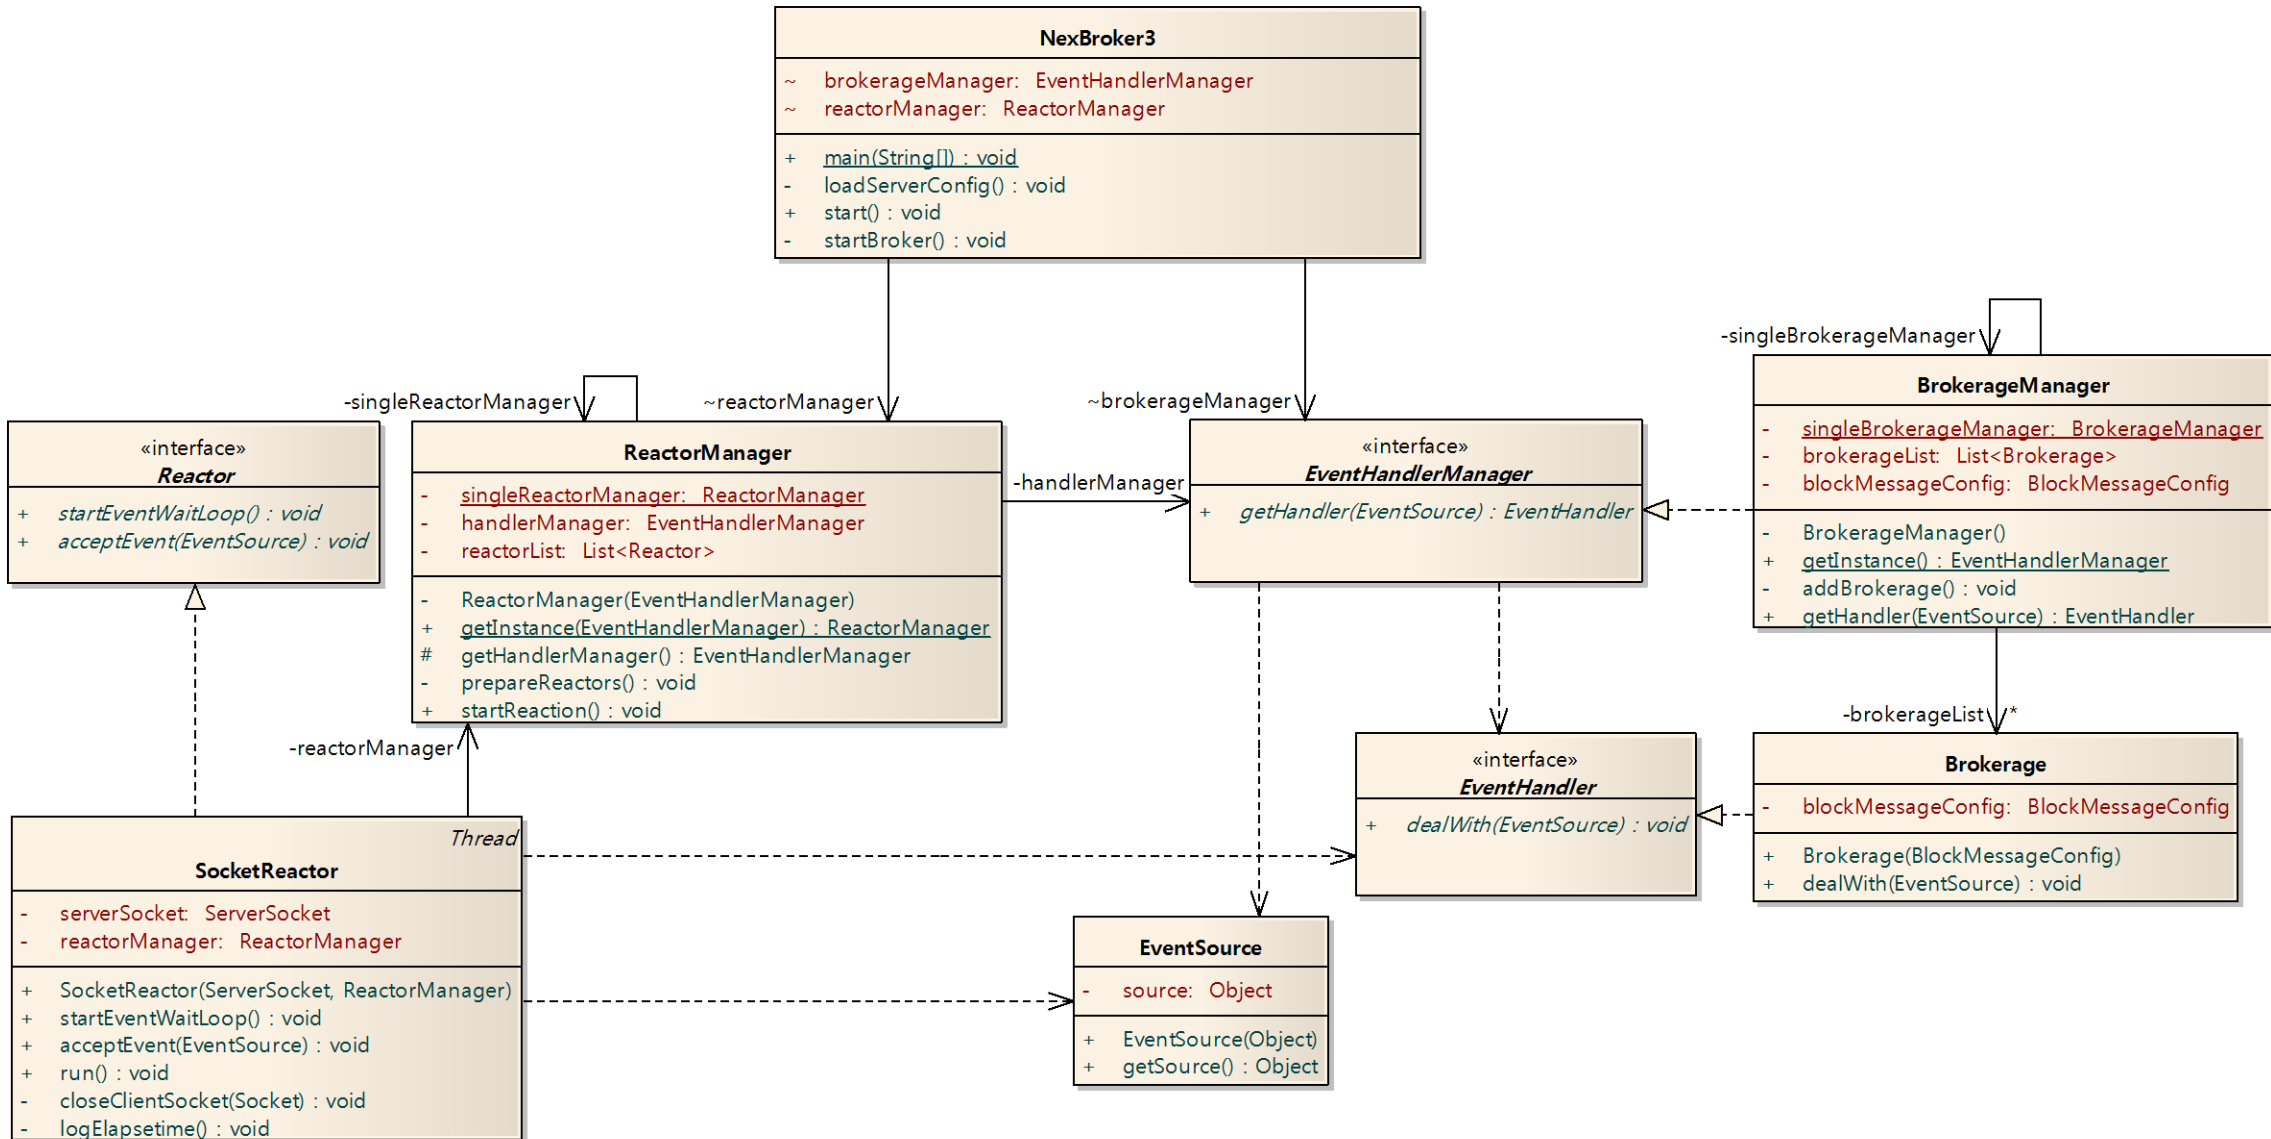 NexBroker3
~ brokerageManager: EventHandlerManager
~ reactorManager: ReactorManager
+ main(String[]) : void
- loadServerConfig() : void
+ start() : void
- startBroker() : void
~reactorManager
~brokerageManager
-singleReactorManager
-singleBrokerageManager
«interface»
Reactor
+ startEventWaitLoop() : void
+ acceptEvent(EventSource) : void
ReactorManager
- singleReactorManager: ReactorManager
- handlerManager: EventHandlerManager
- reactorList: List<Reactor>
- ReactorManager(EventHandlerManager)
+ getInstance(EventHandlerManager) : ReactorManager
# getHandlerManager() : EventHandlerManager
- prepareReactors() : void
+ startReaction() : void
-handlerManager
«interface»
EventHandlerManager
+ getHandler(EventSource) : EventHandler
BrokerageManager
- singleBrokerageManager: BrokerageManager
- brokerageList: List<Brokerage>
- blockMessageConfig: BlockMessageConfig
- BrokerageManager()
+ getInstance() : EventHandlerManager
- addBrokerage() : void
+ getHandler(EventSource) : EventHandler
-reactorManager
-brokerageList *
Thread
SocketReactor
- serverSocket: ServerSocket
- reactorManager: ReactorManager
+ SocketReactor(ServerSocket, ReactorManager)
+ startEventWaitLoop() : void
+ acceptEvent(EventSource) : void
+ run() : void
- closeClientSocket(Socket) : void
- logElapsetime() : void
«interface»
EventHandler
+ dealWith(EventSource) : void
Brokerage
- blockMessageConfig: BlockMessageConfig
+ Brokerage(BlockMessageConfig)
+ dealWith(EventSource) : void
EventSource
- source: Object
+ EventSource(Object)
+ getSource() : Object